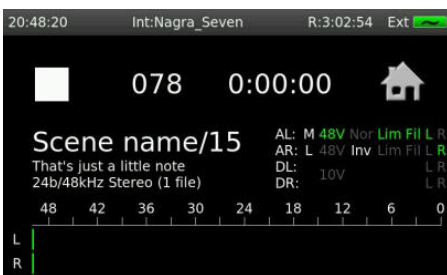 20:48:20 Int:Nagra_Seven R:3:02:54 Ext
078 0:00:00
Scene name/15
That's just a little note
24b/48kHz Stereo (1 file)
AL: M 48V Nor Lim Fil L R
AR: L 48V Inv Lim Fil L R
DL: 10V L R
DR: L R
48 42 36 30 24 18 12 6 0
L
R